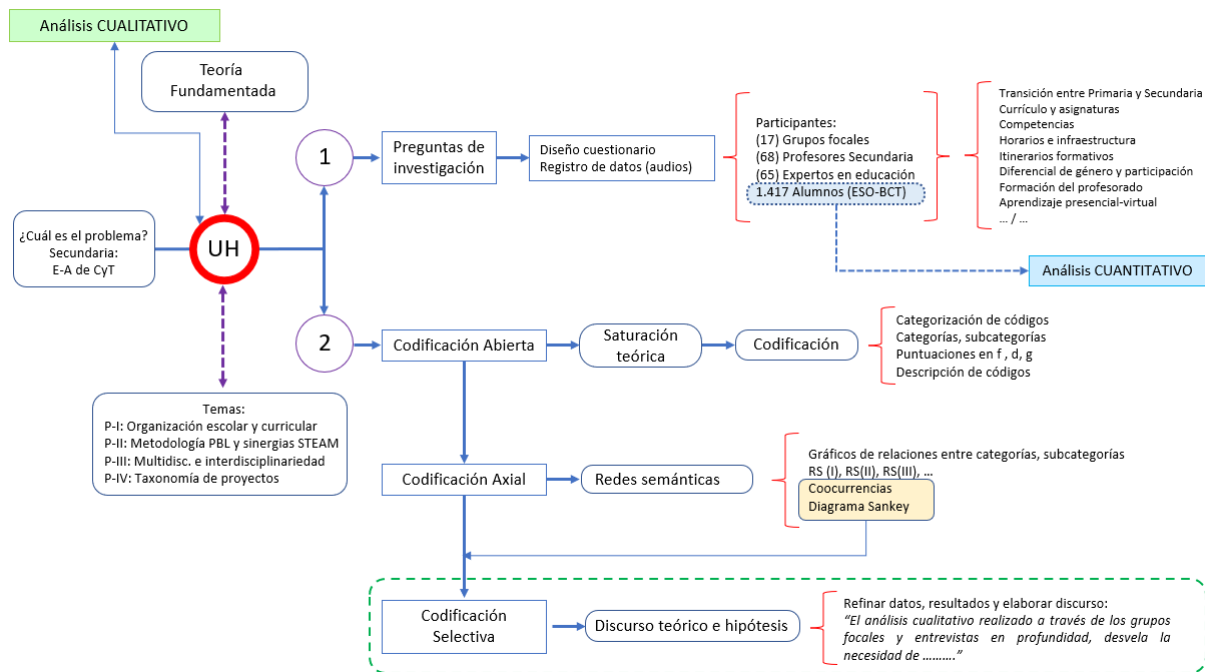 Análisis CUALITATIVO
Teoría
Fundamentada
¿Cuál es el problema?
Secundaria:
E-A de CyT
UH
Temas:
P-I: Organización escolar y curricular
P-II: Metodología PBL y sinergias STEAM
P-III: Multidisc. e interdisciplinariedad
P-IV: Taxonomía de proyectos
1
Preguntas de
investigación
Diseño cuestionario
Registro de datos (audios)
Participantes:
(17) Grupos focales
(68) Profesores Secundaria
(65) Expertos en educación
1.417 Alumnos (ESO-BCT)
Transición entre Primaria y Secundaria
Currículo y asignaturas
Competencias
Horarios e infraestructura
Itinerarios formativos
Diferencial de género y participación
Formación del profesorado
Aprendizaje presencial-virtual
... / ...
Análisis CUANTITATIVO
2
Codificación Abierta
Saturación
teórica
Codificación
Categorización de códigos
Categorías, subcategorías
Puntuaciones en f , d, g
Descripción de códigos
Codificación Axial
Redes semánticas
Gráficos de relaciones entre categorías, subcategorías
RS (I), RS(II), RS(III), ...
Coocurrencias
Diagrama Sankey
Codificación
Selectiva
Discurso teórico e hipótesis
Refinar datos, resultados y elaborar discurso:
“El análisis cualitativo realizado a través de los grupos
focales y entrevistas en profundidad, desvela la
necesidad de ……….”